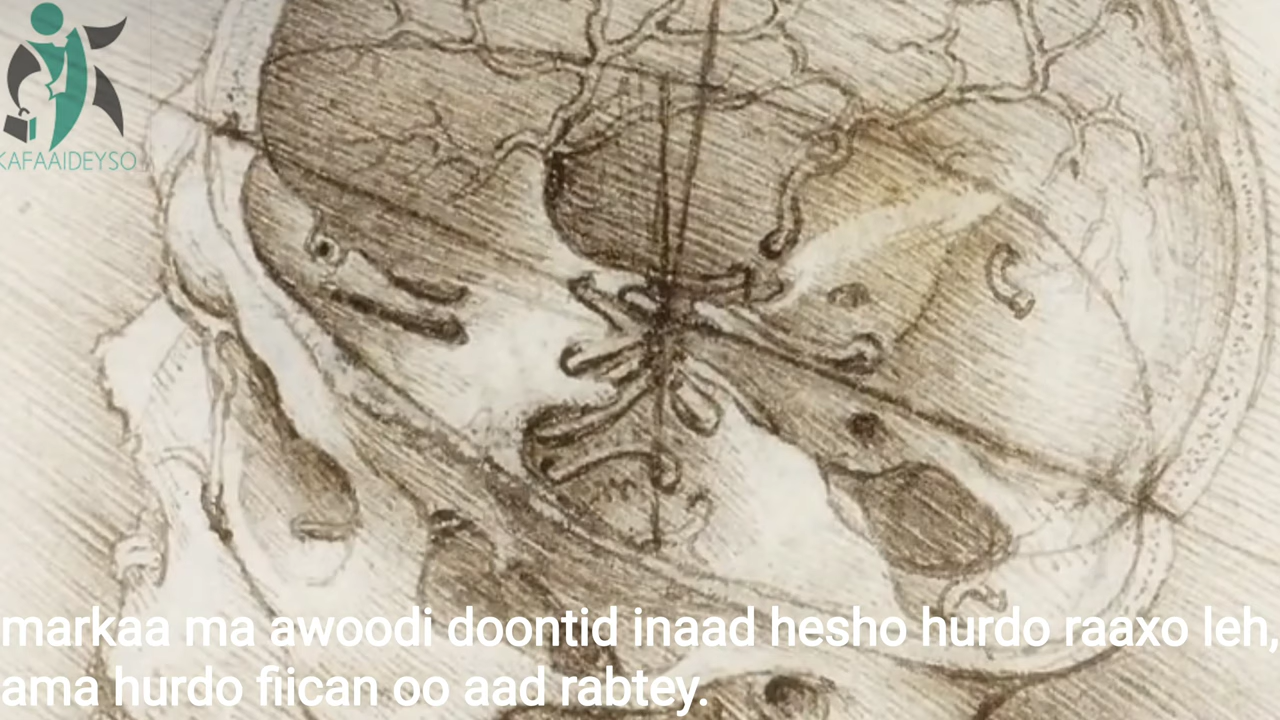 KAFAAIDEYSO
markaa ma awoodi doontid inaad hesho hurdo raaxo leh,
ama hurdo fiican oo aad rabtey.